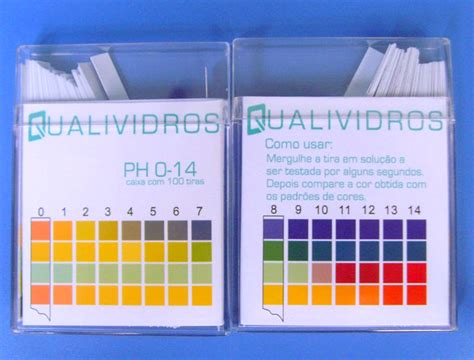 QUALIVIDROS
PH 0-14
caixa com 100 tiras
0 1 2 3 4 5 6 7
QUALIVIDROS
Como usar:
Mergulhe a tira em solução a
ser testada por alguns segundos.
Depois compare a cor obtida com
os padrões de cores.
8 9 10 11 12 13 14